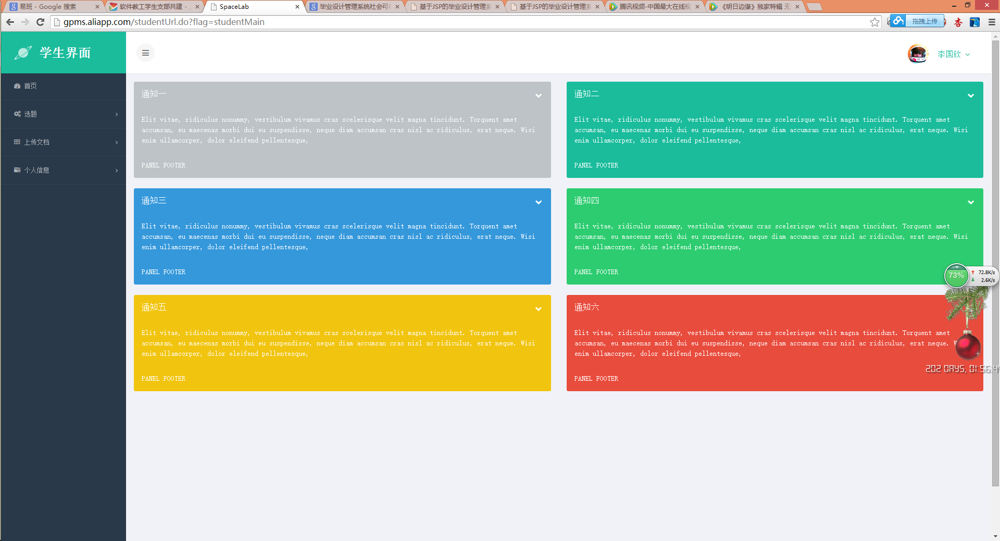 易班 - Google 搜索
软件教工学生支部共建 -
SpaceLab
毕业设计管理系统社会可行
基于JSP的毕业设计管理系
基于JSP的毕业设计管理系
腾讯视频-中国最大在线视
《明日边缘》独家特辑 无
gpms.aliapp.com/studentUrl.do?flag=studentMain
拖拽上传
学生界面
李国钦
首页
选题
上传文档
个人信息
通知一
Elit vitae, ridiculus nonummy, vestibulum vivamus cras scelerisque velit magna tincidunt. Torquent amet
accumsan, eu maecenas morbi dui eu suspendisse, neque diam accumsan cras nisl ac ridiculus, erat neque. Wisi
enim ullamcorper, dolor eleifend pellentesque,
PANEL FOOTER
通知二
Elit vitae, ridiculus nonummy, vestibulum vivamus cras scelerisque velit magna tincidunt. Torquent amet
accumsan, eu maecenas morbi dui eu suspendisse, neque diam accumsan cras nisl ac ridiculus, erat neque. Wisi
enim ullamcorper, dolor eleifend pellentesque,
PANEL FOOTER
通知三
Elit vitae, ridiculus nonummy, vestibulum vivamus cras scelerisque velit magna tincidunt. Torquent amet
accumsan, eu maecenas morbi dui eu suspendisse, neque diam accumsan cras nisl ac ridiculus, erat neque. Wisi
enim ullamcorper, dolor eleifend pellentesque,
PANEL FOOTER
通知四
Elit vitae, ridiculus nonummy, vestibulum vivamus cras scelerisque velit magna tincidunt. Torquent amet
accumsan, eu maecenas morbi dui eu suspendisse, neque diam accumsan cras nisl ac ridiculus, erat neque. Wisi
enim ullamcorper, dolor eleifend pellentesque,
PANEL FOOTER
73%
72.8K/s
2.6K/s
通知五
Elit vitae, ridiculus nonummy, vestibulum vivamus cras scelerisque velit magna tincidunt. Torquent amet
accumsan, eu maecenas morbi dui eu suspendisse, neque diam accumsan cras nisl ac ridiculus, erat neque. Wisi
enim ullamcorper, dolor eleifend pellentesque,
PANEL FOOTER
通知六
Elit vitae, ridiculus nonummy, vestibulum vivamus cras scelerisque velit magna tincidunt. Torquent amet
accumsan, eu maecenas morbi dui eu suspendisse, neque diam accumsan cras nisl ac ridiculus, erat neque.
enim ullamcorper, dolor eleifend pellentesque,
PANEL FOOTER
202 DAYS, 01:56:4